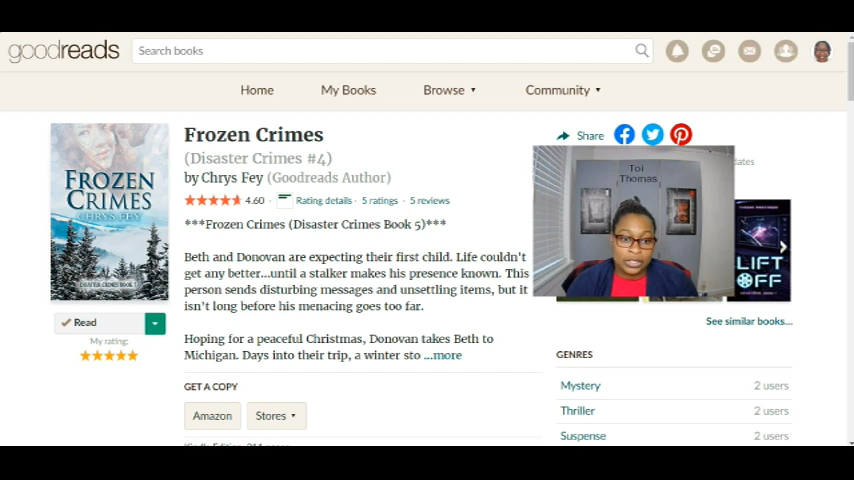 goodreads
Search books
Home
My Books
Browse
Community
Frozen Crimes
(Disaster Crimes #4)
by Chrys Fey (Goodreads Author)
4.60 Rating details · 5 ratings · 5 reviews
***Frozen Crimes (Disaster Crimes Book 5)***
Beth and Donovan are expecting their first child. Life couldn't
get any better...until a stalker makes his presence known. This
person sends disturbing messages and unsettling items, but it
isn't long before his menacing goes too far.
Hoping for a peaceful Christmas, Donovan takes Beth to
Michigan. Days into their trip, a winter sto ...more
GET A COPY
Amazon
Stores
FROZEN
CRIMES
CHRYS FEY
Read
My rating:
Share
Toi
Thomas
dates
LIFT
OFF
See similar books...
GENRES
Mystery 2 users
Thriller 2 users
Suspense 2 users